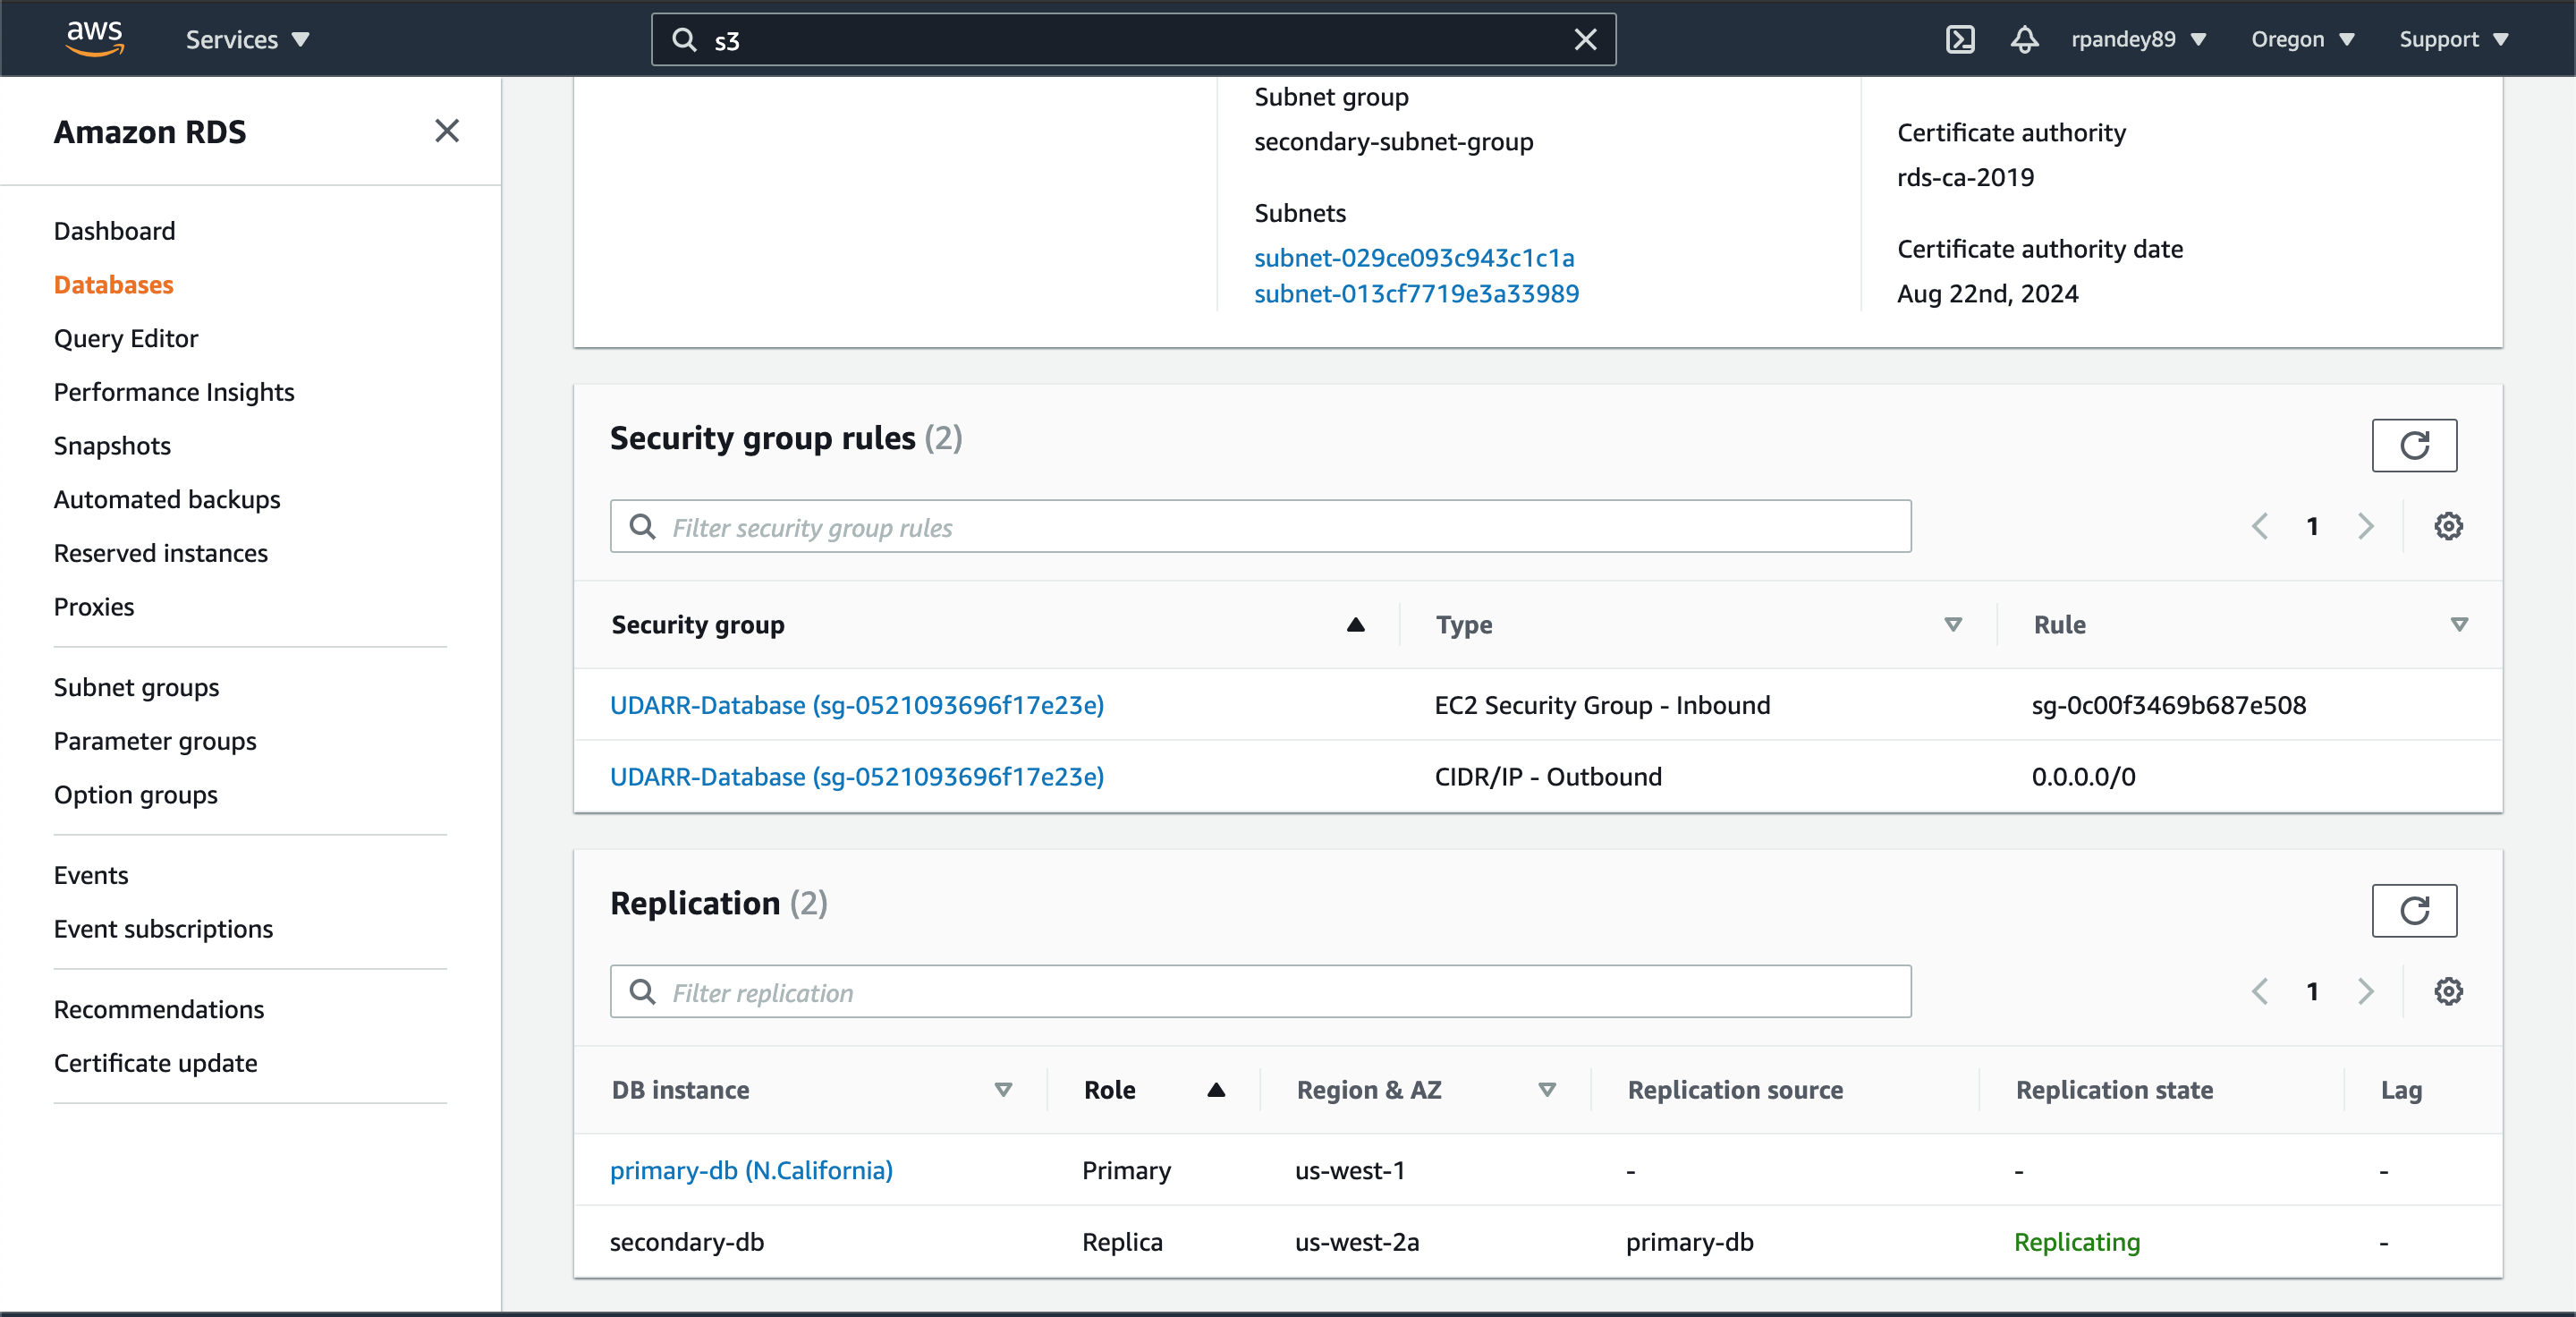 aws
Services
s3
rpandey89
Oregon
Support
Amazon RDS
Dashboard
Databases
Query Editor
Performance Insights
Snapshots
Automated backups
Reserved instances
Proxies
Subnet groups
Parameter groups
Option groups
Events
Event subscriptions
Recommendations
Certificate update
Subnet group
secondary-subnet-group
Subnets
subnet-029ce093c943c1c1a
subnet-013cf7719e3a33989
Certificate authority
rds-ca-2019
Certificate authority date
Aug 22nd, 2024
Security group rules (2)
Filter security group rules
1
Security group Type Rule
UDARR-Database (sg-0521093696f17e23e) EC2 Security Group - Inbound sg-0c00f3469b687e508
UDARR-Database (sg-0521093696f17e23e) CIDR/IP - Outbound 0.0.0.0/0
Replication (2)
Filter replication
1
DB instance Role Region & AZ Replication source Replication state Lag
primary-db (N.California) Primary us-west-1 - - -
secondary-db Replica us-west-2a primary-db Replicating -